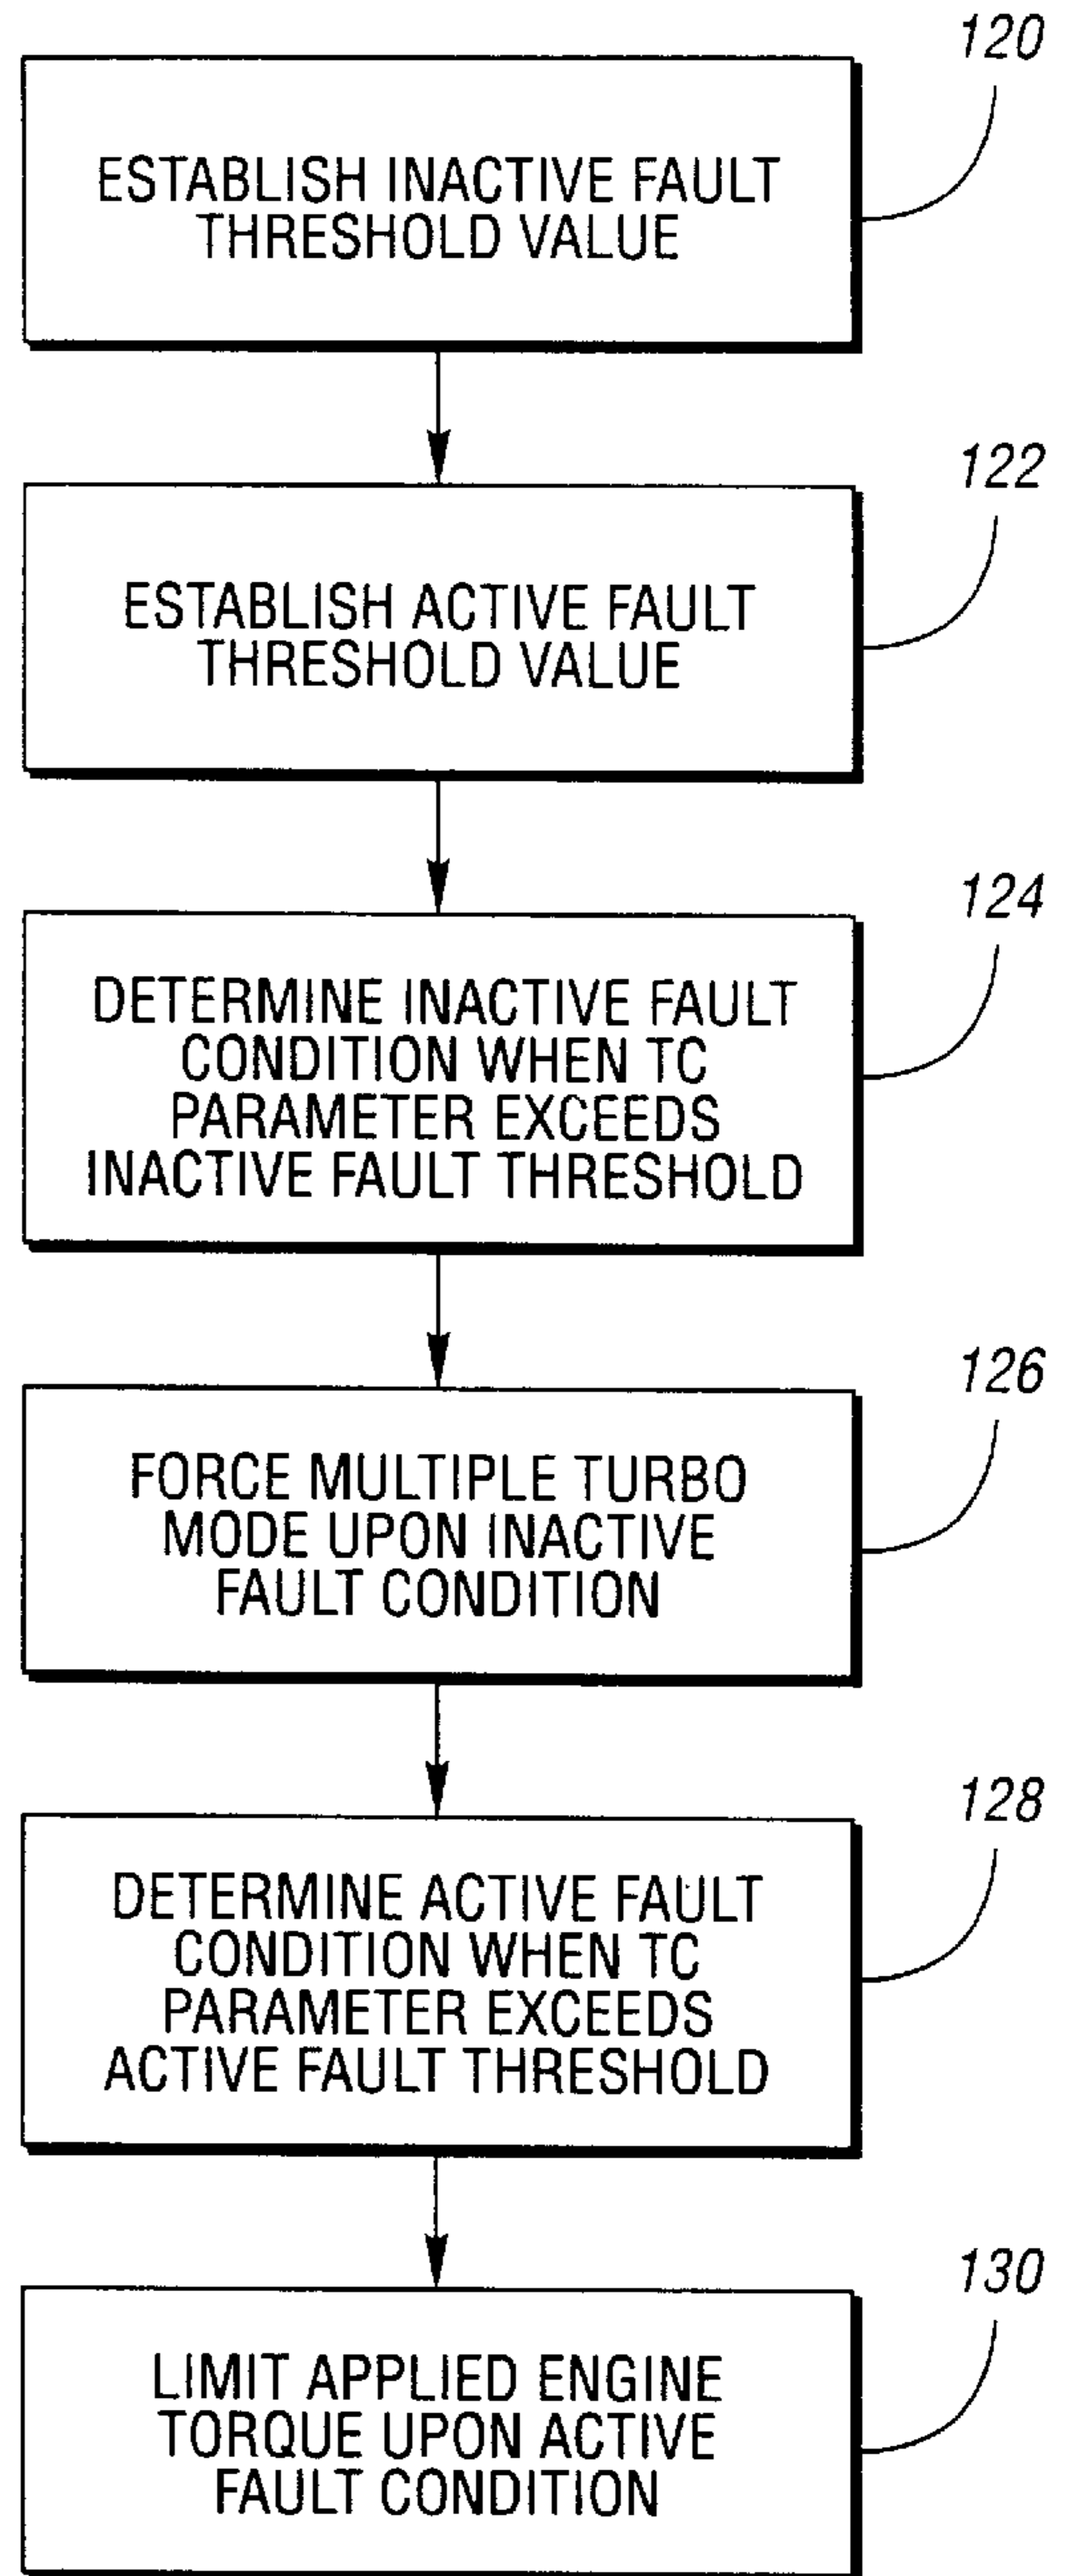 120
ESTABLISH INACTIVE FAULT
THRESHOLD VALUE
122
ESTABLISH ACTIVE FAULT
THRESHOLD VALUE
124
DETERMINE INACTIVE FAULT
CONDITION WHEN TC
PARAMETER EXCEEDS
INACTIVE FAULT THRESHOLD
126
FORCE MULTIPLE TURBO
MODE UPON INACTIVE
FAULT CONDITION
128
DETERMINE ACTIVE FAULT
CONDITION WHEN TC
PARAMETER EXCEEDS
ACTIVE FAULT THRESHOLD
130
LIMIT APPLIED ENGINE
TORQUE UPON ACTIVE
FAULT CONDITION